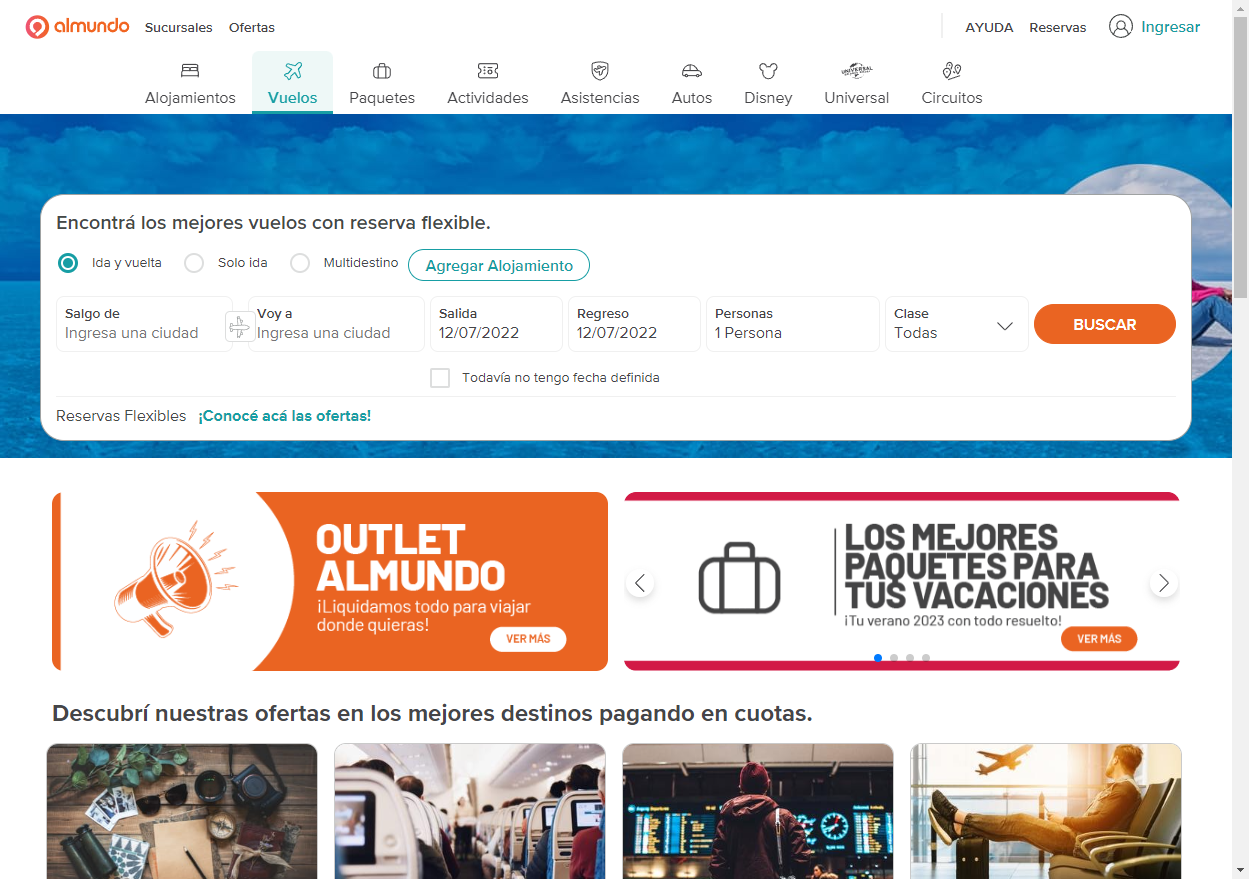 almundo Sucursales Ofertas AYUDA Reservas Ingresar
Alojamientos Vuelos Paquetes Actividades Asistencias Autos Disney Universal Circuitos
Encontrá los mejores vuelos con reserva flexible.
Ida y vuelta Solo ida Multidestino Agregar Alojamiento
Salgo de Voy a Salida Regreso Personas Clase
Ingresa una ciudad Ingresa una ciudad 12/07/2022 12/07/2022 1 Persona Todas
BUSCAR
Todavía no tengo fecha definida
Reservas Flexibles ¡Conocé acá las ofertas!
OUTLET
ALMUNDO
¡Liquidamos todo para viajar
donde quieras!
VER MÁS
LOS MEJORES
PAQUETES PARA
TUS VACACIONES
¡Tu verano 2023 con todo resuelto!
VER MÁS
Descubrí nuestras ofertas en los mejores destinos pagando en cuotas.